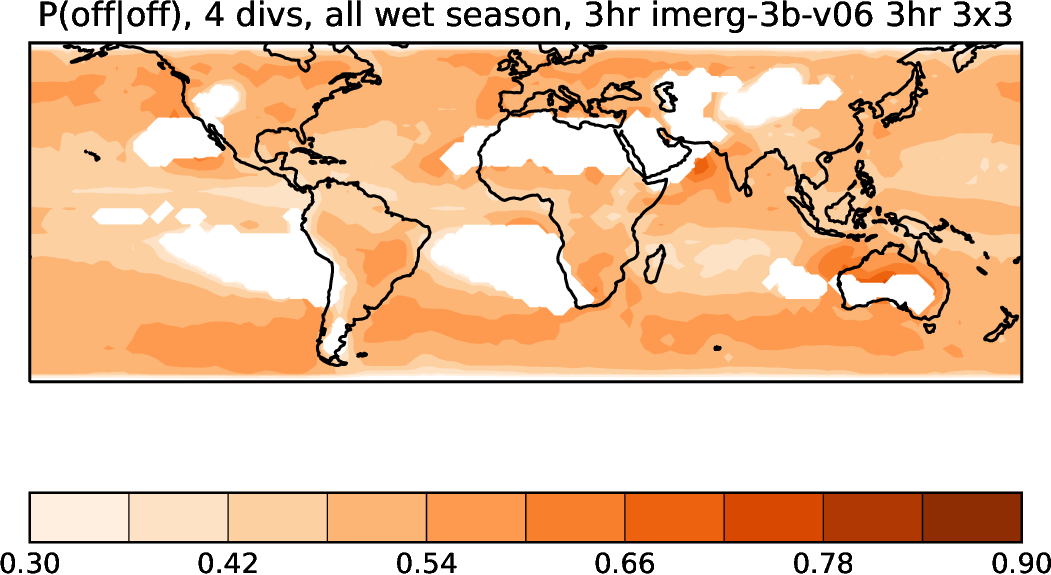 P(off|off), 4 divs, all wet season, 3hr imerg-3b-v06 3hr 3x3
0.30 0.42 0.54 0.66 0.78 0.90